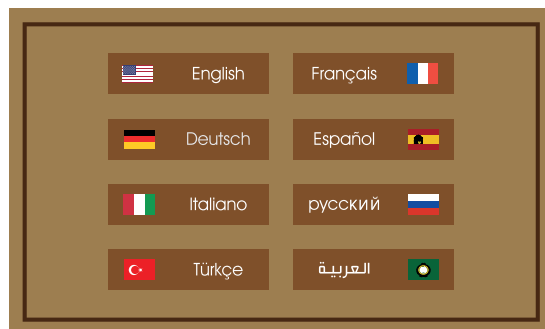 English
Français
Deutsch
Español
Italiano
русский
Türkçe
العربية